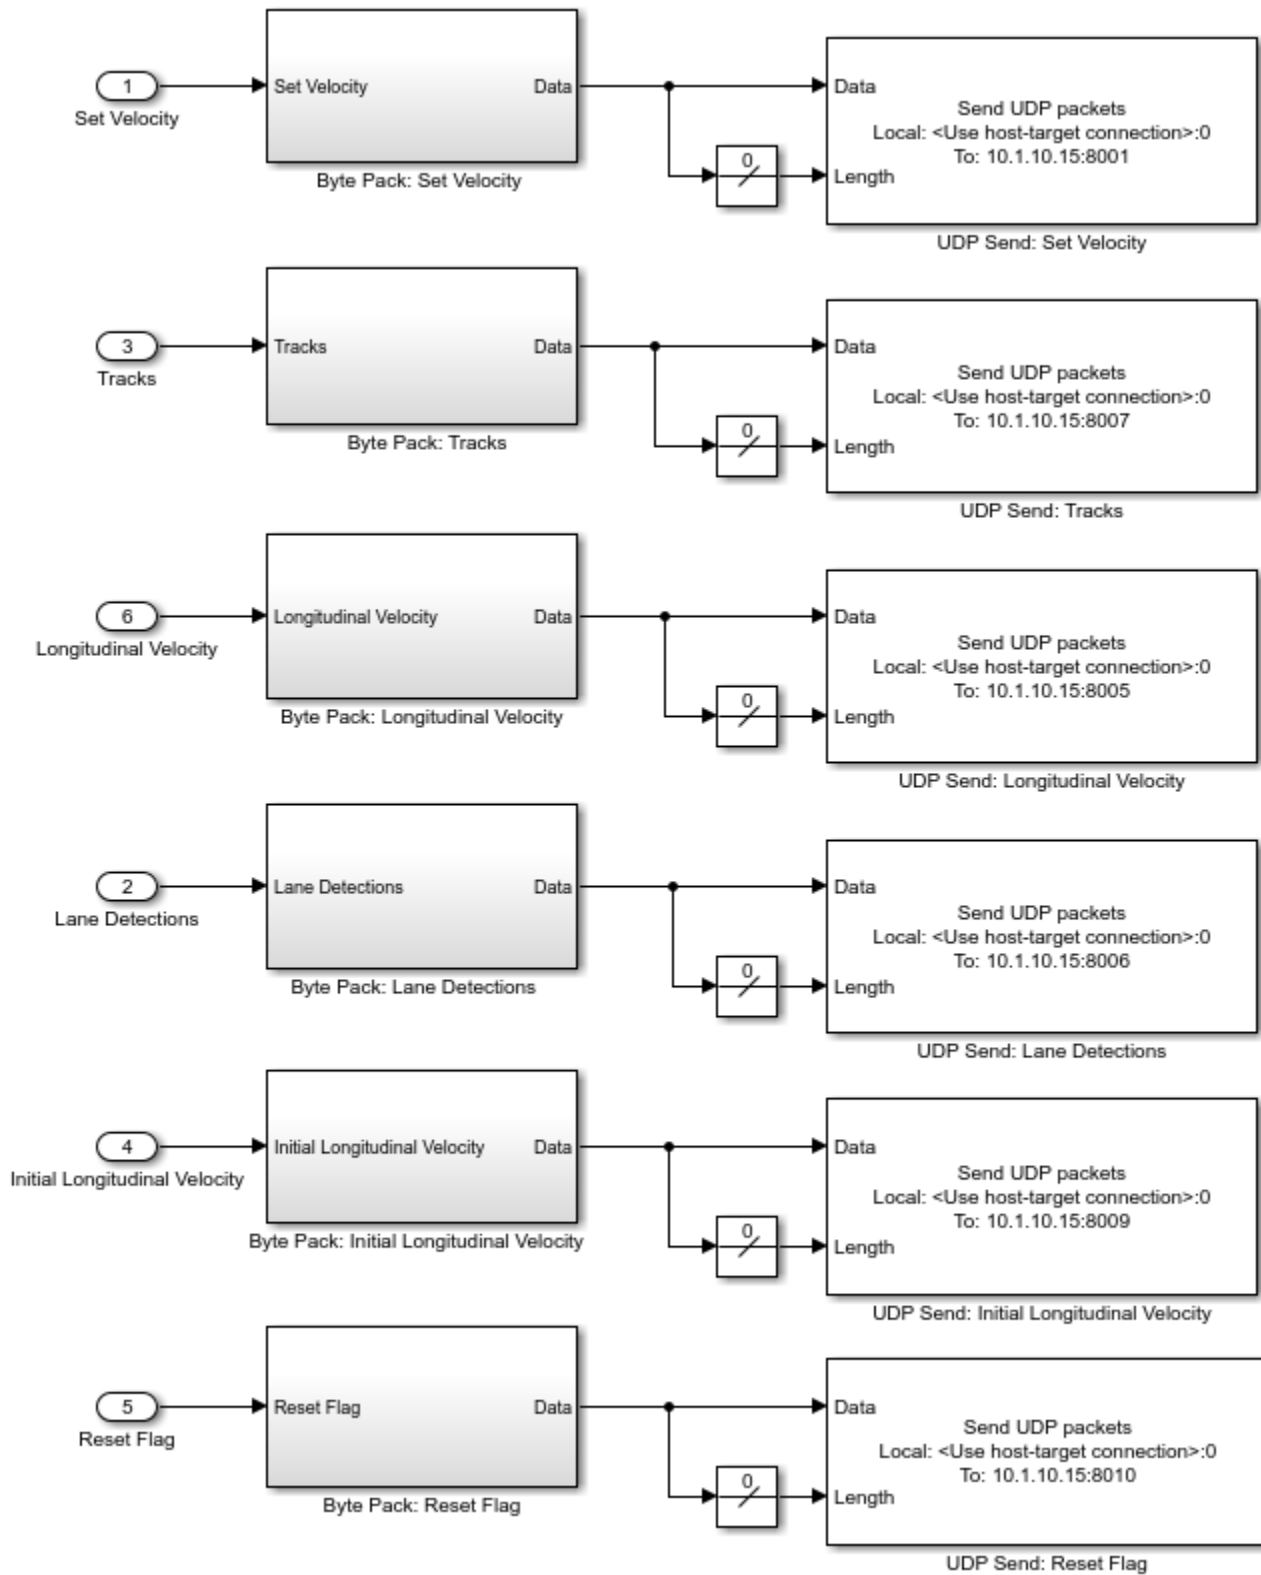 1
Set Velocity
Set Velocity
Data
Byte Pack: Set Velocity
0
Data
Send UDP packets
Local: <Use host-target connection>:0
To: 10.1.10.15:8001
Length
UDP Send: Set Velocity
3
Tracks
Tracks
Data
Byte Pack: Tracks
0
Data
Send UDP packets
Local: <Use host-target connection>:0
To: 10.1.10.15:8007
Length
UDP Send: Tracks
6
Longitudinal Velocity
Longitudinal Velocity
Data
Byte Pack: Longitudinal Velocity
0
Data
Send UDP packets
Local: <Use host-target connection>:0
To: 10.1.10.15:8005
Length
UDP Send: Longitudinal Velocity
2
Lane Detections
Lane Detections
Data
Byte Pack: Lane Detections
0
Data
Send UDP packets
Local: <Use host-target connection>:0
To: 10.1.10.15:8006
Length
UDP Send: Lane Detections
4
Initial Longitudinal Velocity
Initial Longitudinal Velocity
Data
Byte Pack: Initial Longitudinal Velocity
0
Data
Send UDP packets
Local: <Use host-target connection>:0
To: 10.1.10.15:8009
Length
UDP Send: Initial Longitudinal Velocity
5
Reset Flag
Reset Flag
Data
Byte Pack: Reset Flag
0
Data
Send UDP packets
Local: <Use host-target connection>:0
To: 10.1.10.15:8010
Length
UDP Send: Reset Flag